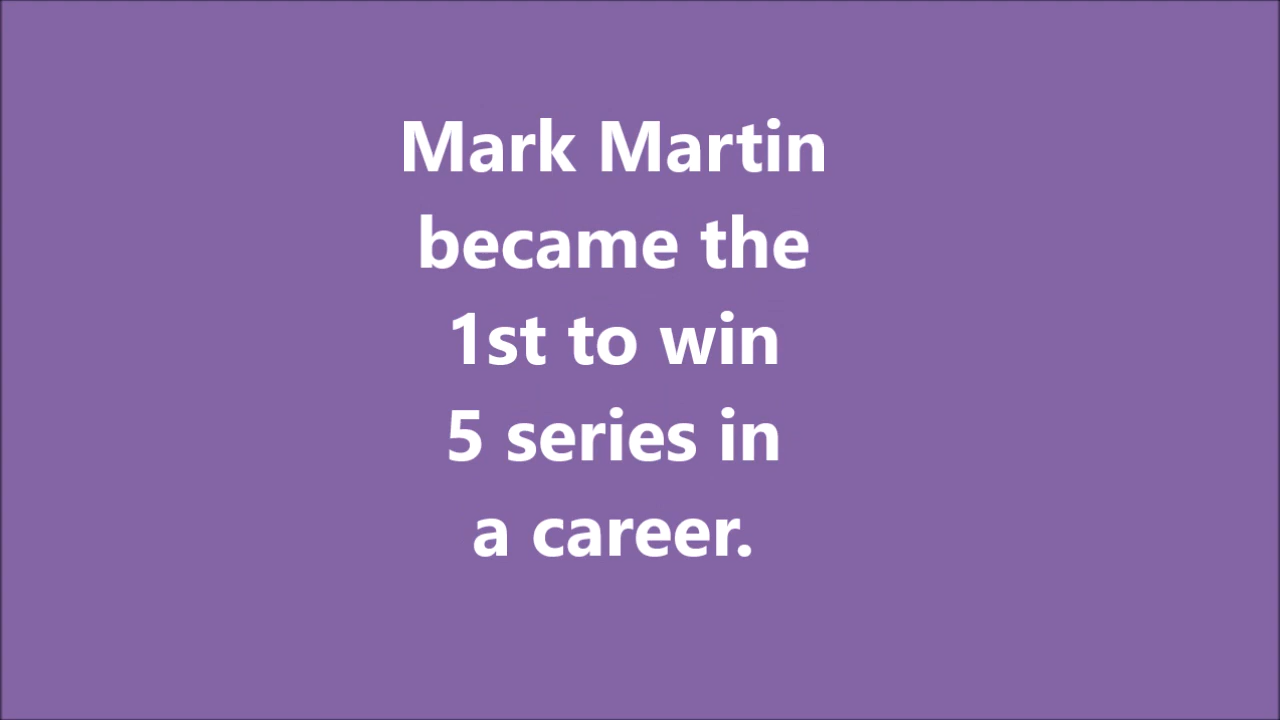 Mark Martin
became the
1st to win
5 series in
a career.